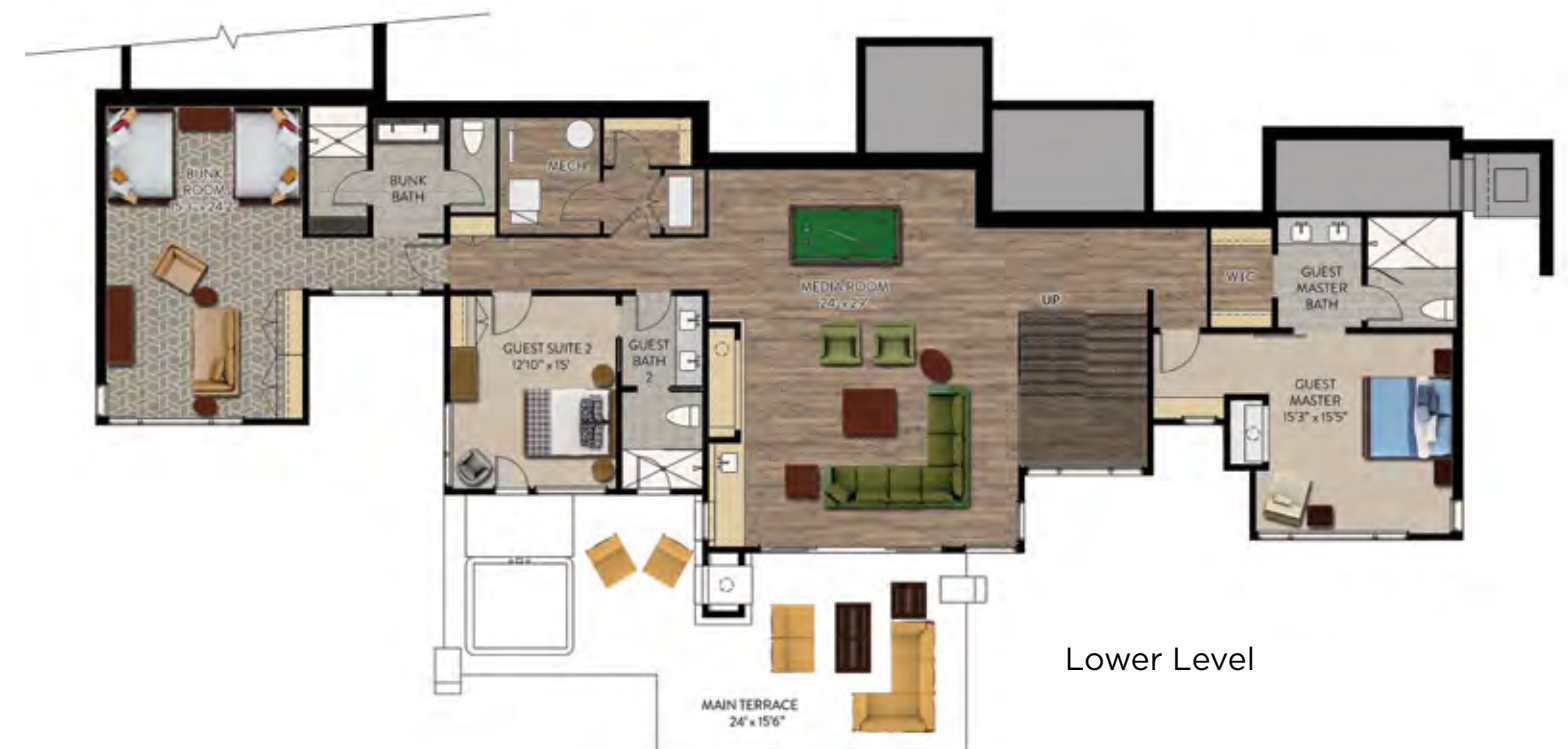 BUNK
ROOM
BUNK
BATH
MECH
MEDIA ROOM
24' x 29'
UP
W.I.C
GUEST
MASTER
BATH
GUEST SUITE 2
12'10" x 15'
GUEST
BATH
2
GUEST
MASTER
15'3" x 15'5"
Lower Level
MAIN TERRACE
24' x 15'6"